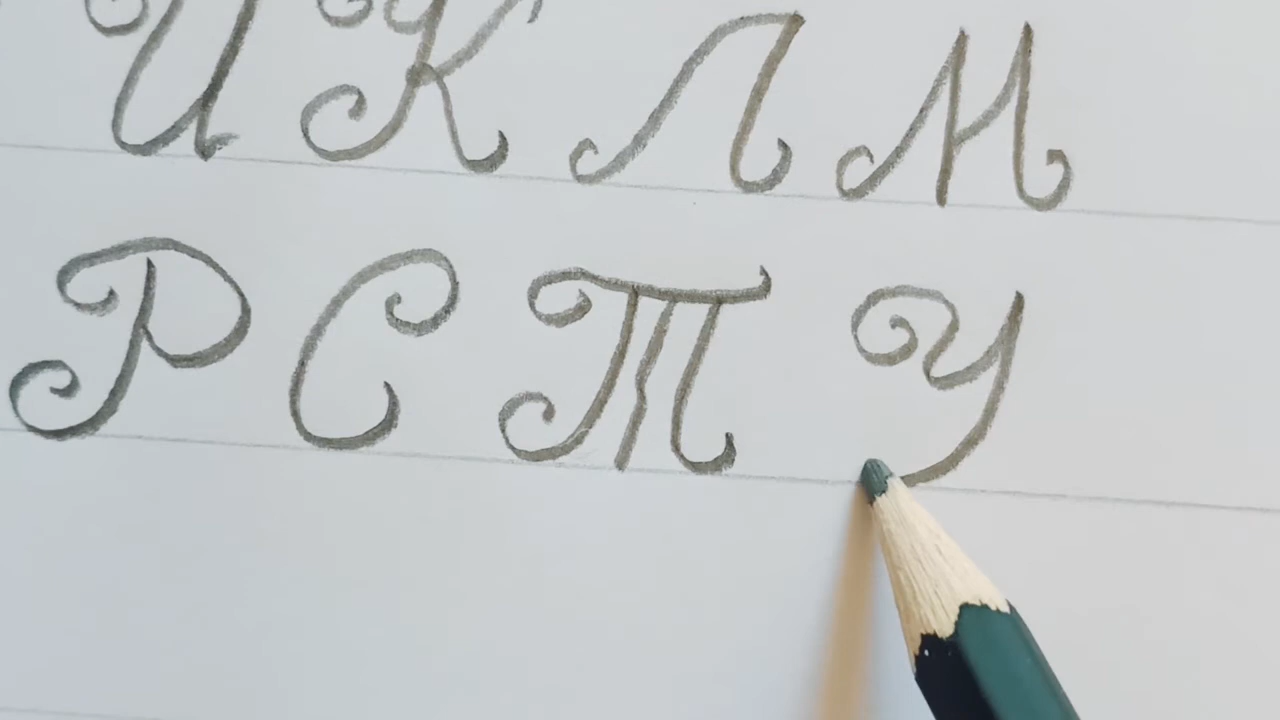 И К Л М
Р С Т У